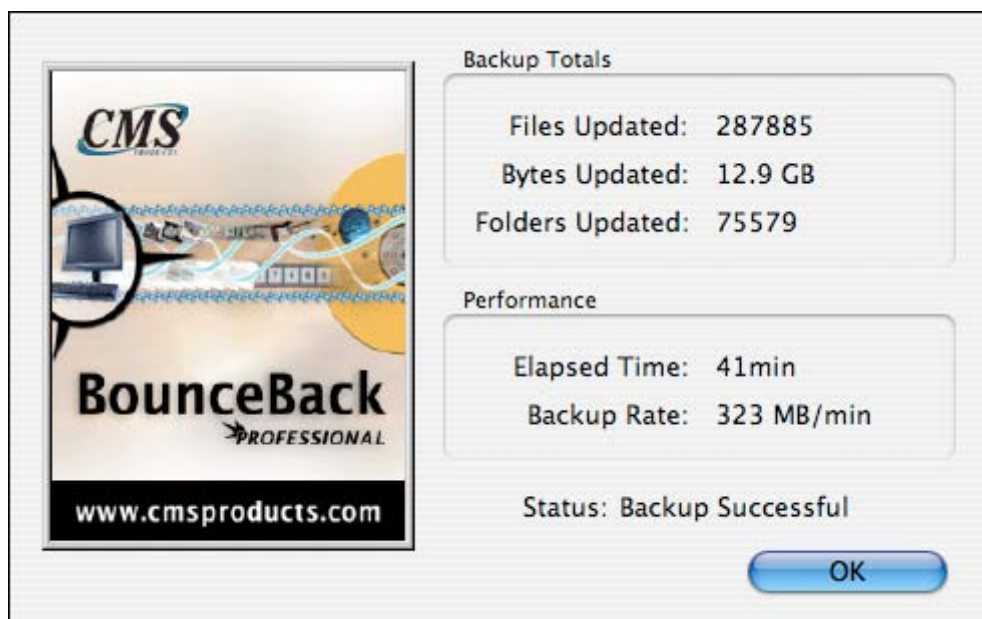 CMS
BounceBack
PROFESSIONAL
www.cmsproducts.com
Backup Totals
Files Updated: 287885
Bytes Updated: 12.9 GB
Folders Updated: 75579
Performance
Elapsed Time: 41min
Backup Rate: 323 MB/min
Status: Backup Successful
OK